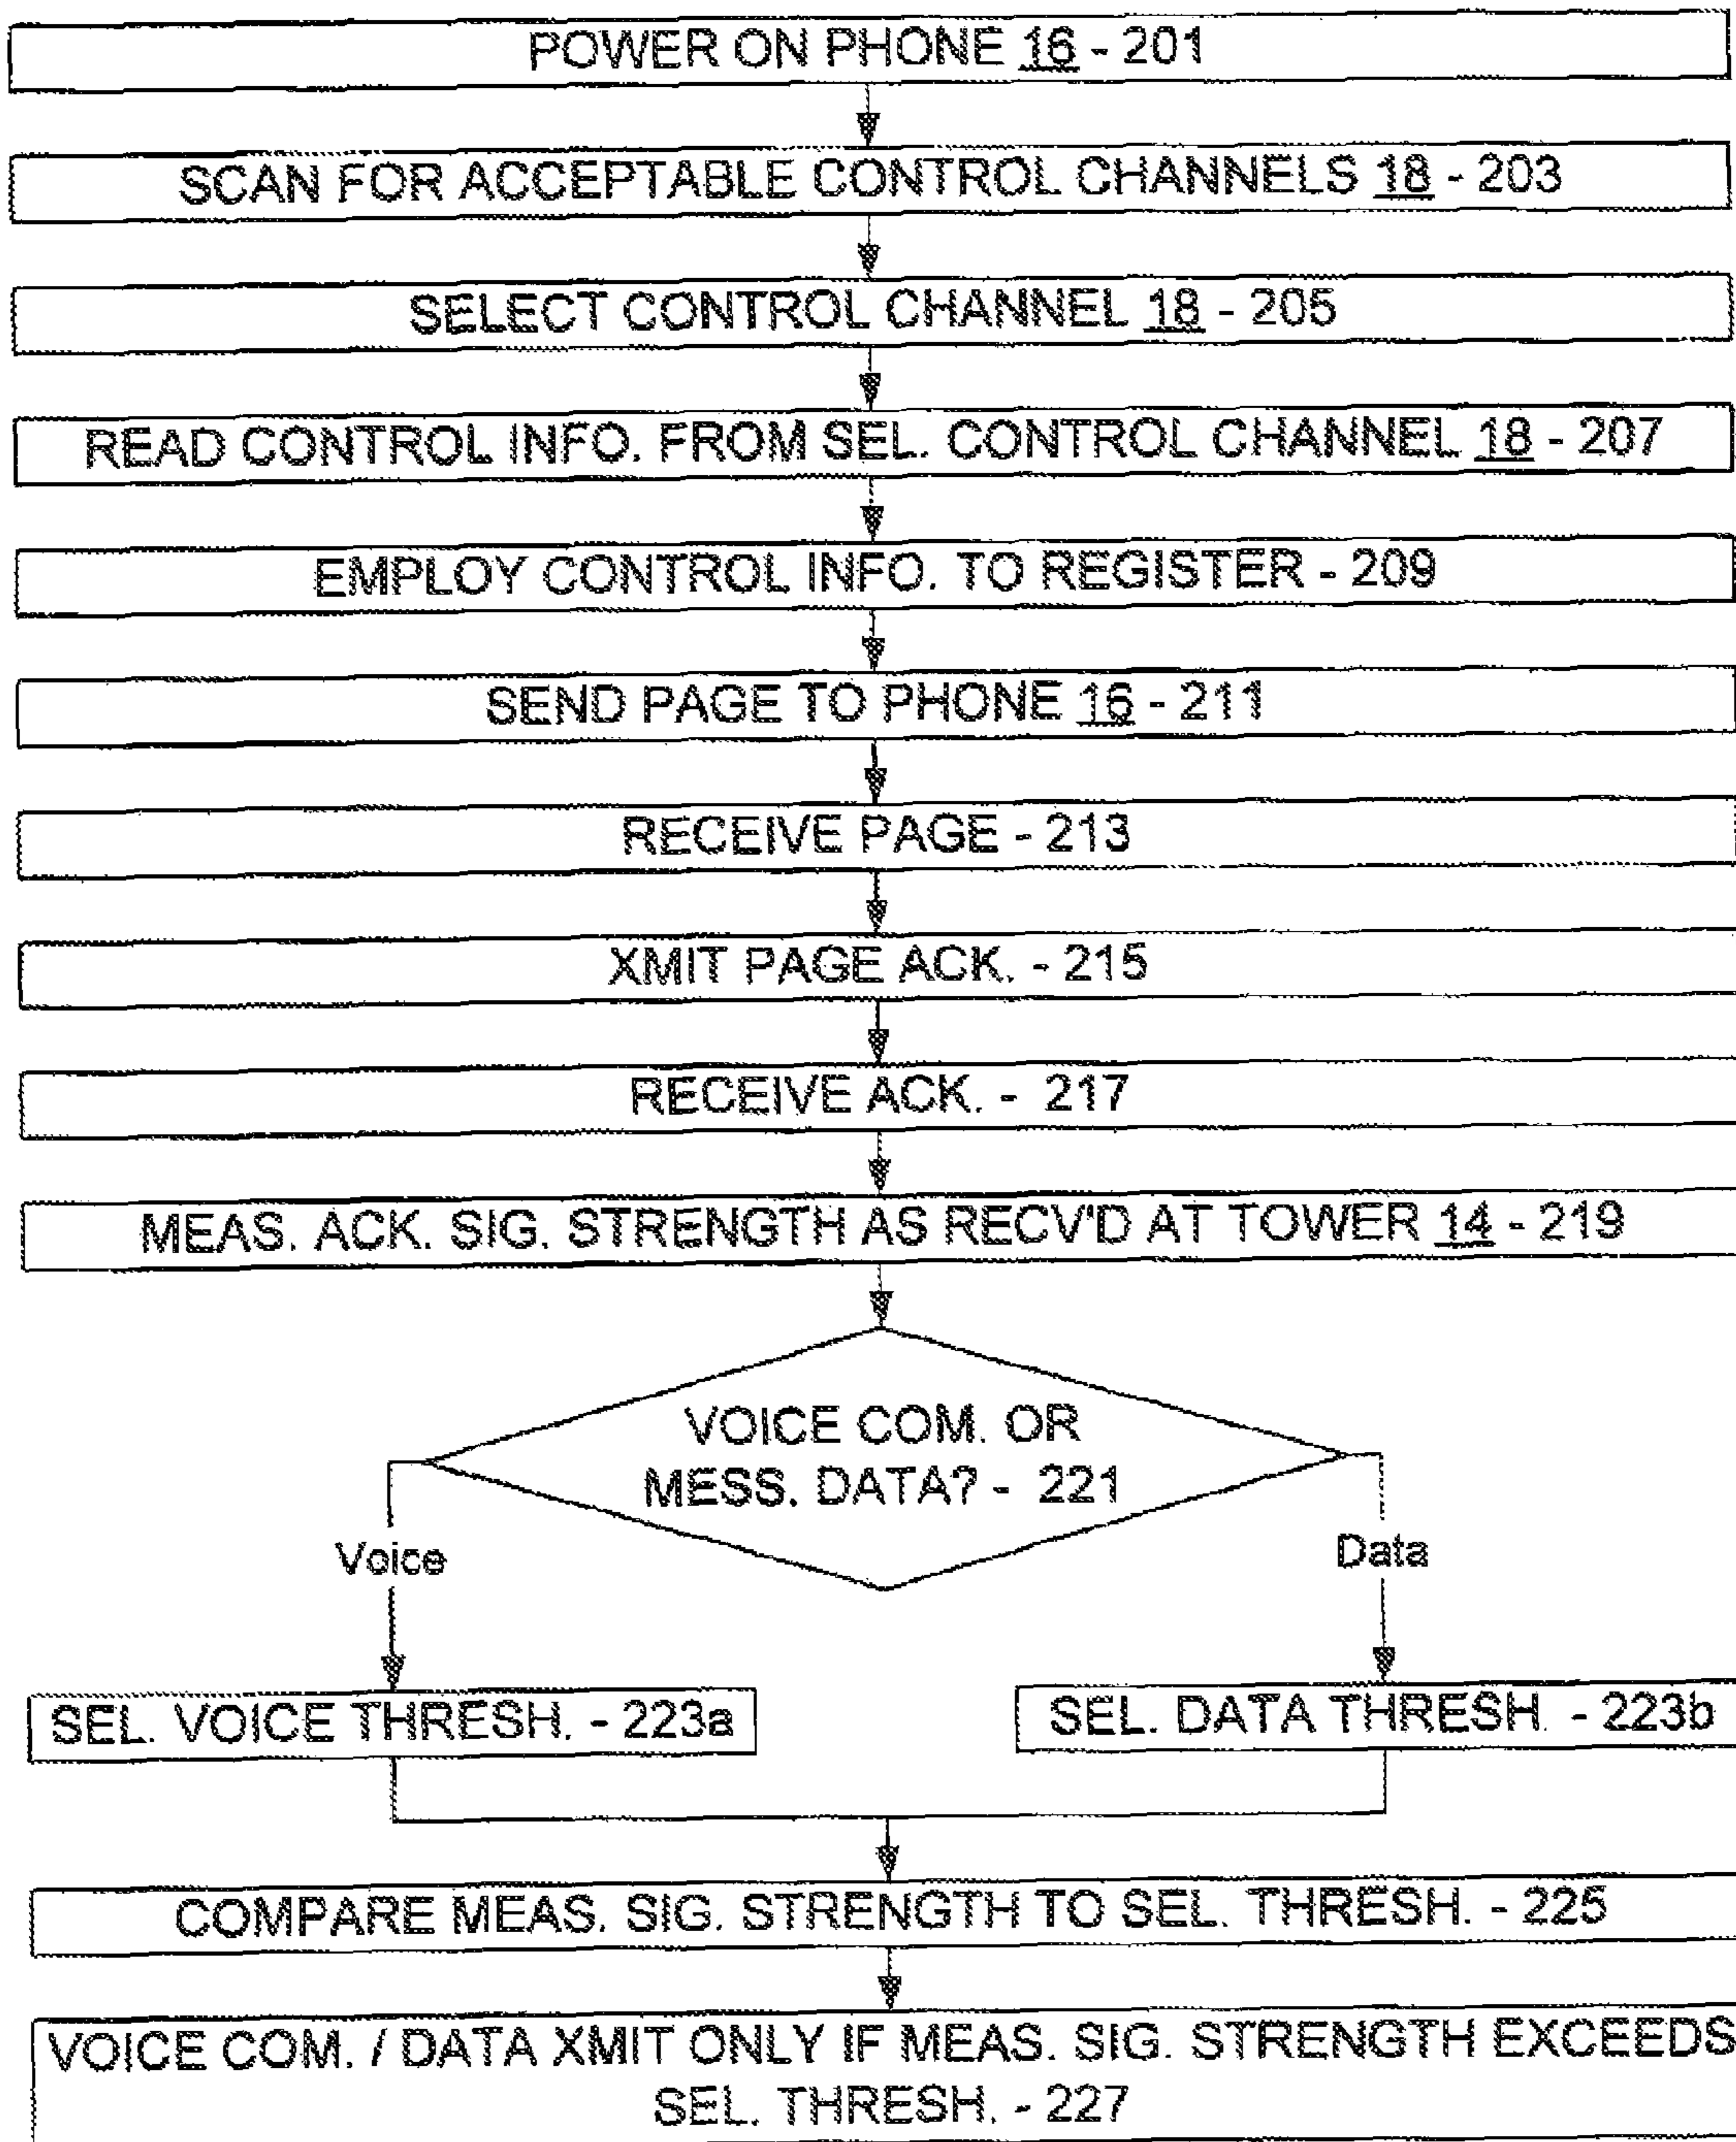 POWER ON PHONE 16 - 201
SCAN FOR ACCEPTABLE CONTROL CHANNELS 18 - 203
SELECT CONTROL CHANNEL 18 - 205
READ CONTROL INFO. FROM SEL. CONTROL CHANNEL 18 - 207
EMPLOY CONTROL INFO. TO REGISTER - 209
SEND PAGE TO PHONE 16 - 211
RECEIVE PAGE - 213
XMIT PAGE ACK. - 215
RECEIVE ACK. - 217
MEAS. ACK. SIG. STRENGTH AS RECV'D AT TOWER 14 - 219
VOICE COM. OR
MESS. DATA? - 221
Voice
Data
SEL. VOICE THRESH. - 223a
SEL. DATA THRESH. - 223b
COMPARE MEAS. SIG. STRENGTH TO SEL. THRESH. - 225
VOICE COM. / DATA XMIT ONLY IF MEAS. SIG. STRENGTH EXCEEDS
SEL. THRESH. - 227